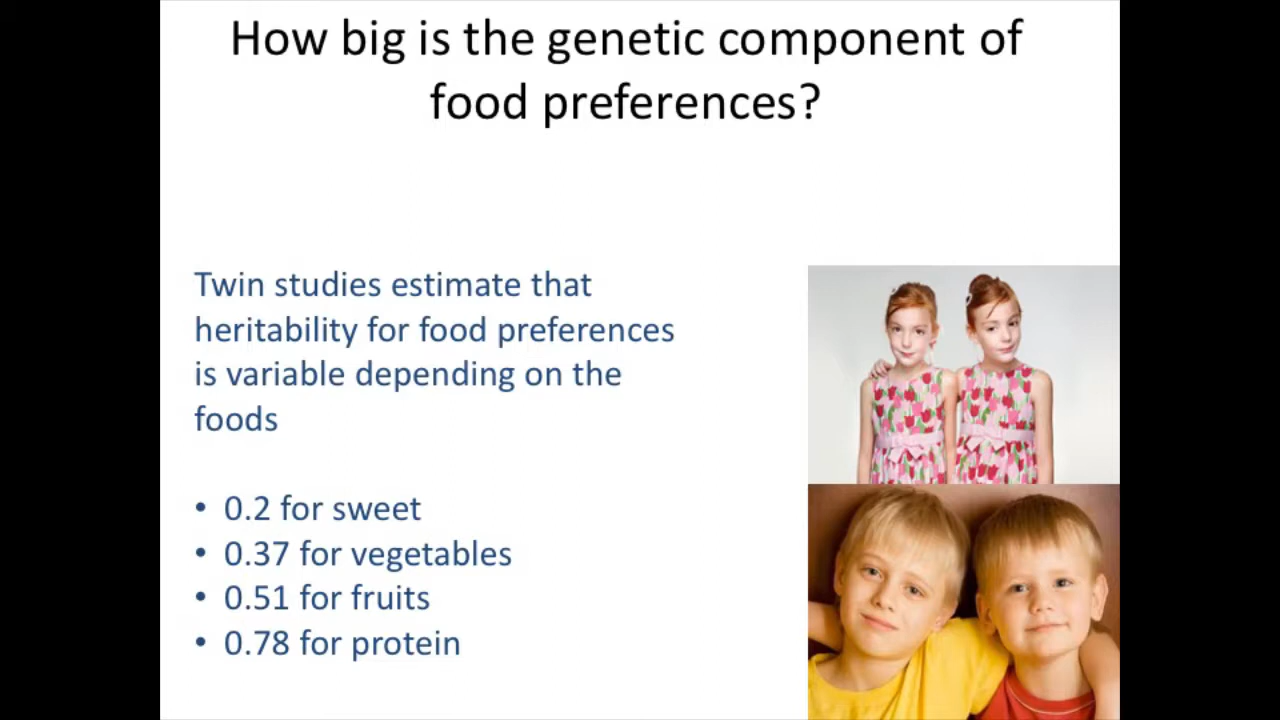 How big is the genetic component of
food preferences?
Twin studies estimate that
heritability for food preferences
is variable depending on the
foods
• 0.2 for sweet
• 0.37 for vegetables
• 0.51 for fruits
• 0.78 for protein